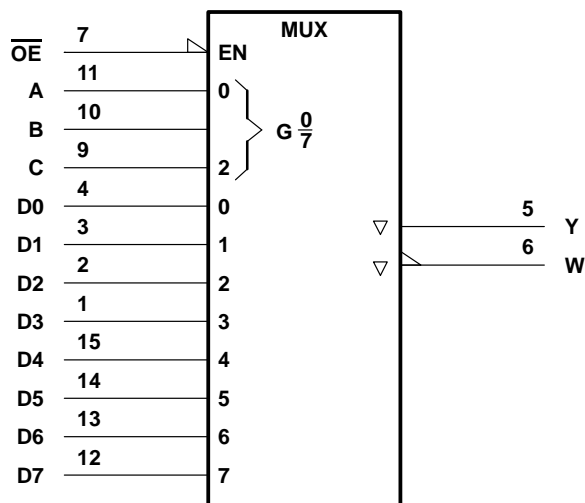 MUX
O̅E̅ 7 EN
A 11 0
B 10 G 0/7
C 9 2
D0 4 0
D1 3 1
D2 2 2
D3 1 3
D4 15 4
D5 14 5
D6 13 6
D7 12 7
5 Y
6 W